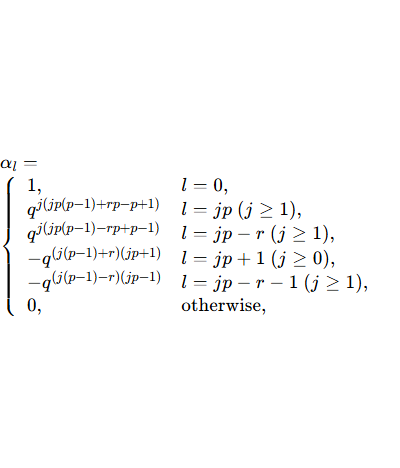 α_l =
1, l = 0,
q^{j(jp(p−1)+rp−p+1)} l = jp (j ≥ 1),
q^{j(jp(p−1)−rp+p−1)} l = jp − r (j ≥ 1),
−q^{(j(p−1)+r)(jp+1)} l = jp + 1 (j ≥ 0),
−q^{(j(p−1)−r)(jp−1)} l = jp − r − 1 (j ≥ 1),
0, otherwise,